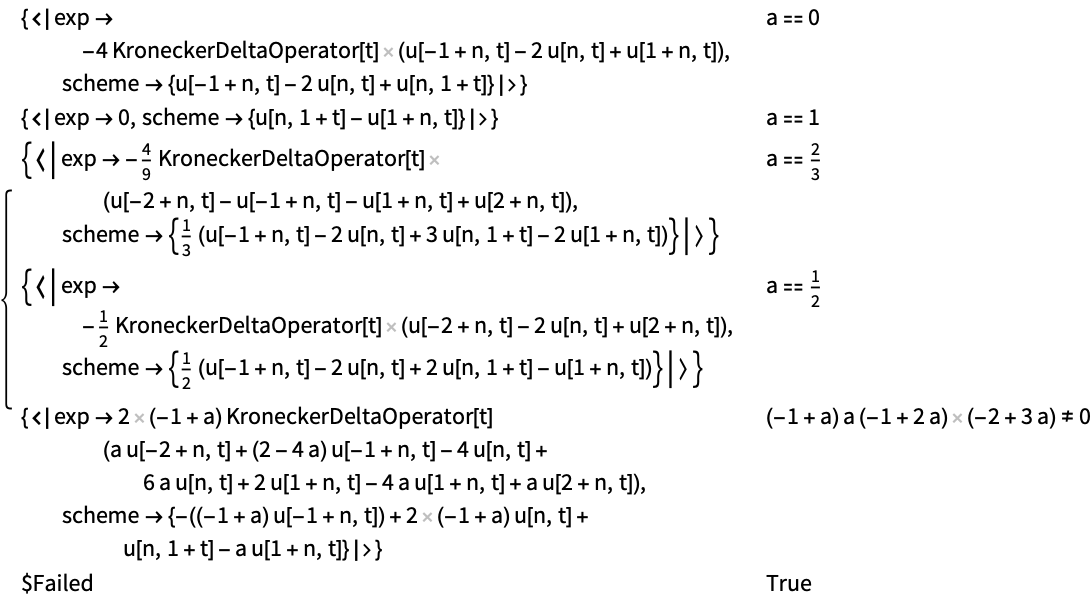 {<|exp → a == 0
−4 KroneckerDeltaOperator[t] × (u[−1 + n, t] − 2 u[n, t] + u[1 + n, t]),
scheme → {u[−1 + n, t] − 2 u[n, t] + u[n, 1 + t]}|>}
{<|exp → 0, scheme → {u[n, 1 + t] − u[1 + n, t]}|>} a == 1
{<|exp → −4/9 KroneckerDeltaOperator[t] × a == 2/3
(u[−2 + n, t] − u[−1 + n, t] − u[1 + n, t] + u[2 + n, t]),
scheme → {1/3 (u[−1 + n, t] − 2 u[n, t] + 3 u[n, 1 + t] − 2 u[1 + n, t])}|>}
{<|exp → a == 1/2
−1/2 KroneckerDeltaOperator[t] × (u[−2 + n, t] − 2 u[n, t] + u[2 + n, t]),
scheme → {1/2 (u[−1 + n, t] − 2 u[n, t] + 2 u[n, 1 + t] − u[1 + n, t])}|>}
{<|exp → 2 × (−1 + a) KroneckerDeltaOperator[t] (−1 + a) a (−1 + 2 a) × (−2 + 3 a) ≠ 0
(a u[−2 + n, t] + (2 − 4 a) u[−1 + n, t] − 4 u[n, t] +
6 a u[n, t] + 2 u[1 + n, t] − 4 a u[1 + n, t] + a u[2 + n, t]),
scheme → {−((−1 + a) u[−1 + n, t]) + 2 × (−1 + a) u[n, t] +
u[n, 1 + t] − a u[1 + n, t]}|>}
$Failed True